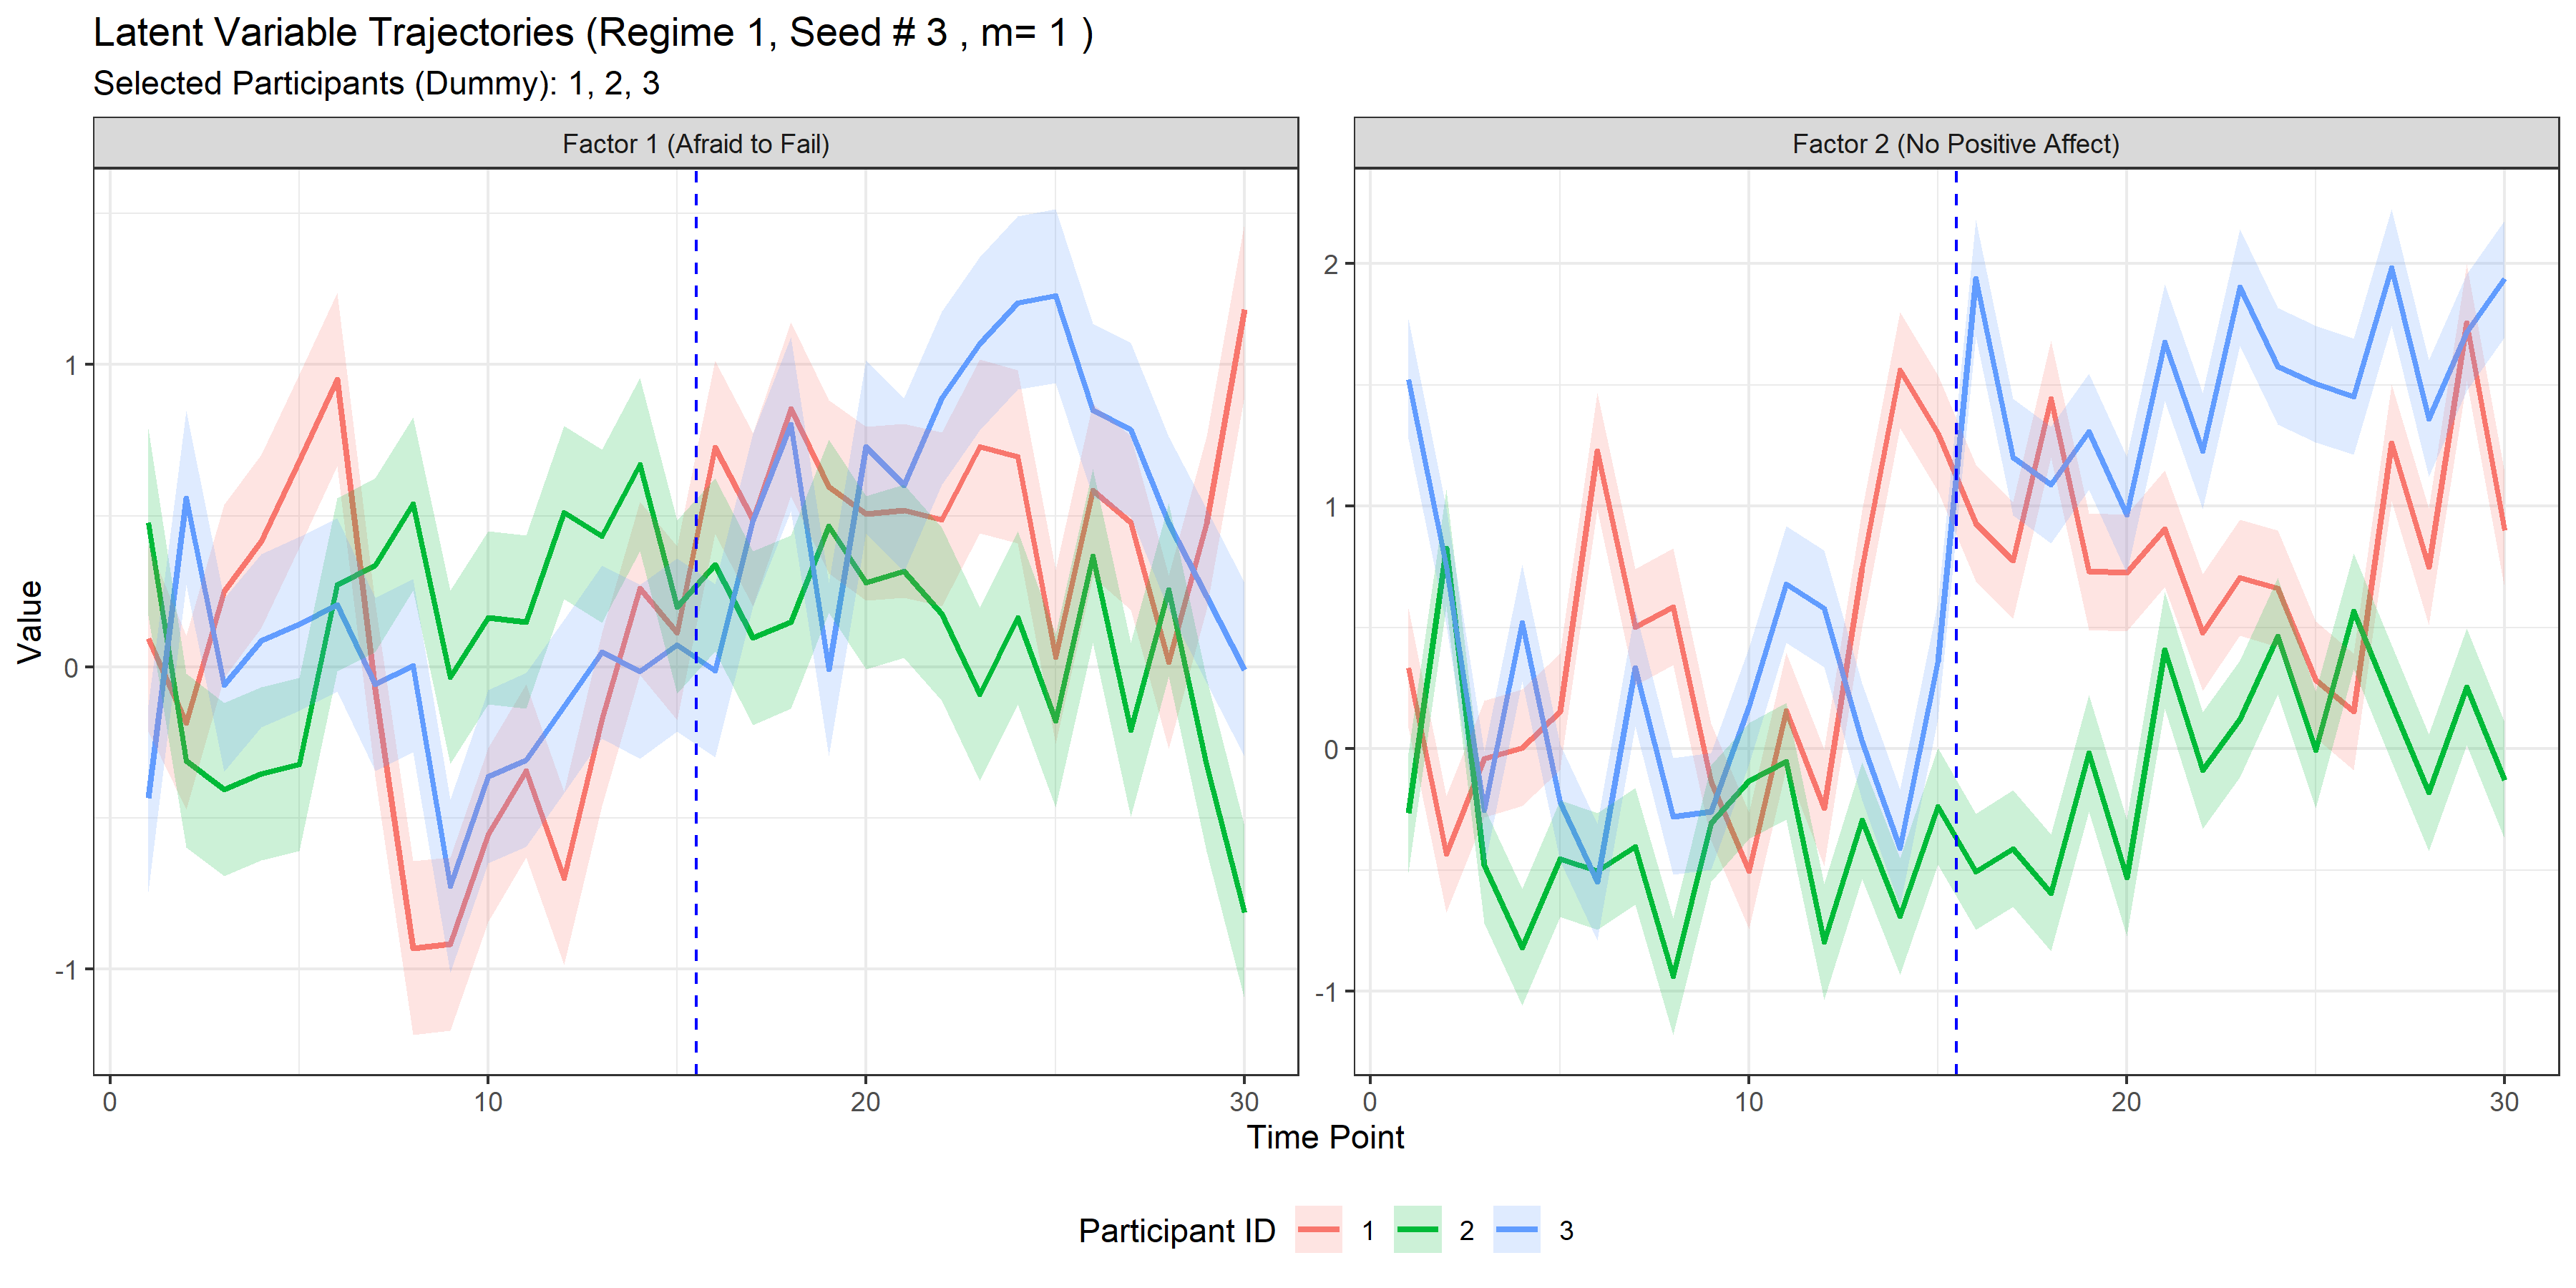 Latent Variable Trajectories (Regime 1, Seed # 3 , m= 1 )
Selected Participants (Dummy): 1, 2, 3
Factor 1 (Afraid to Fail)
Factor 2 (No Positive Affect)
Value
1
0
-1
2
1
0
-1
0 10 20 30
0 10 20 30
Time Point
Participant ID 1 2 3